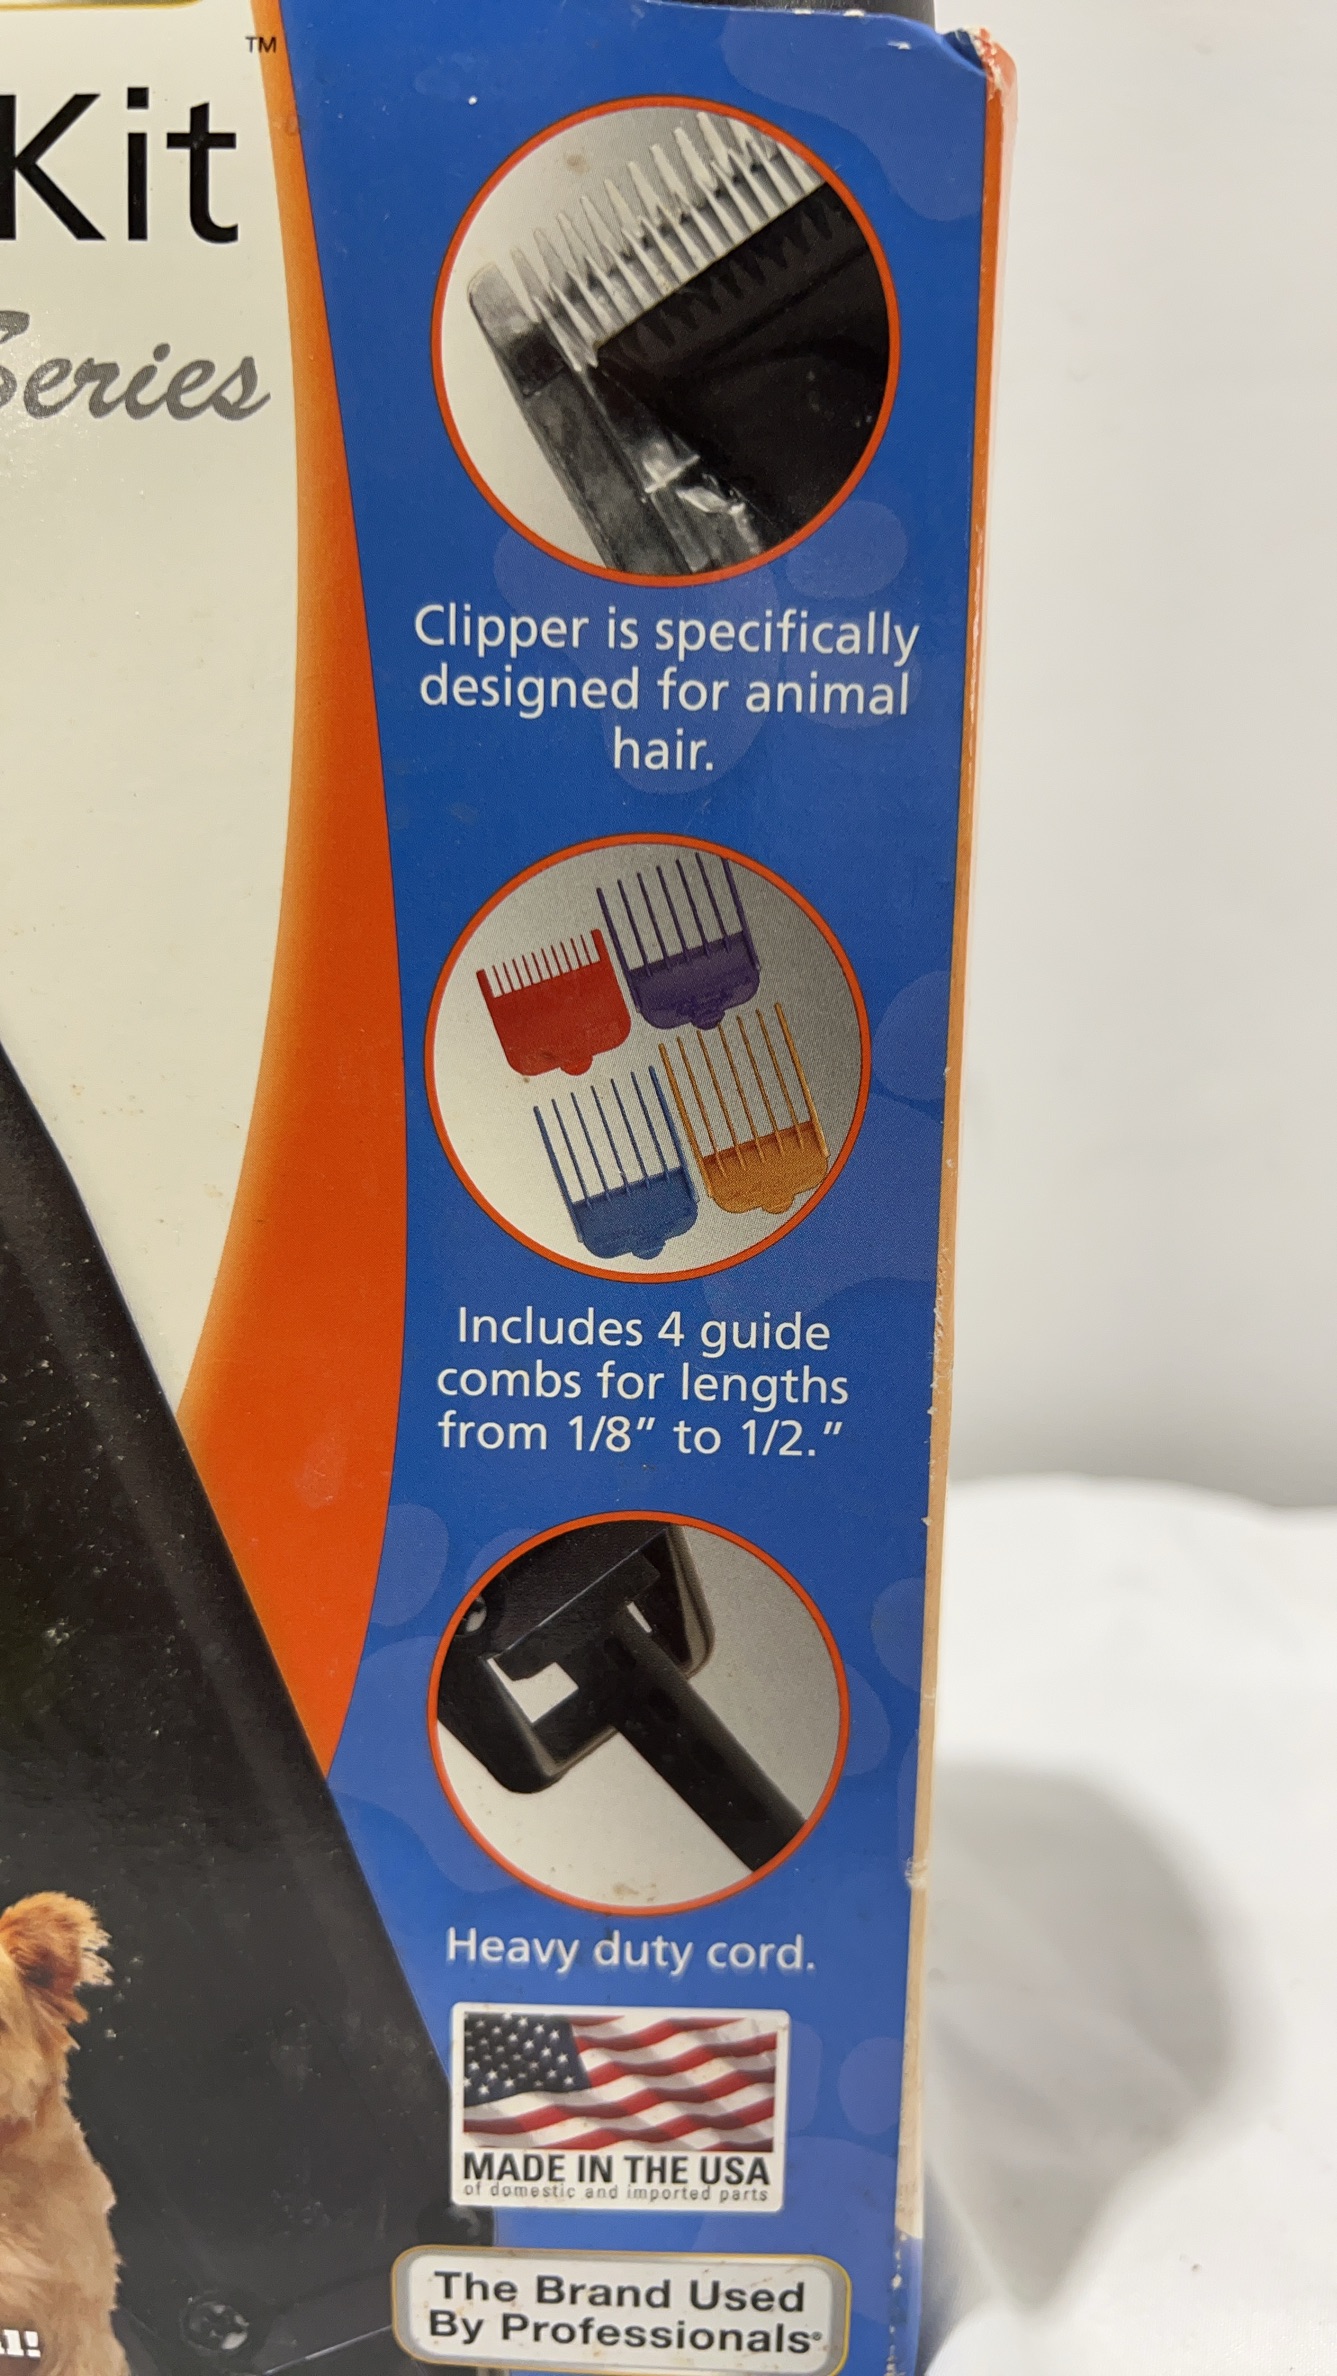 ™
Kit
Series
Clipper is specifically
designed for animal
hair.
Includes 4 guide
combs for lengths
from 1/8” to 1/2.”
Heavy duty cord.
MADE IN THE USA
of domestic and imported parts
The Brand Used
By Professionals®